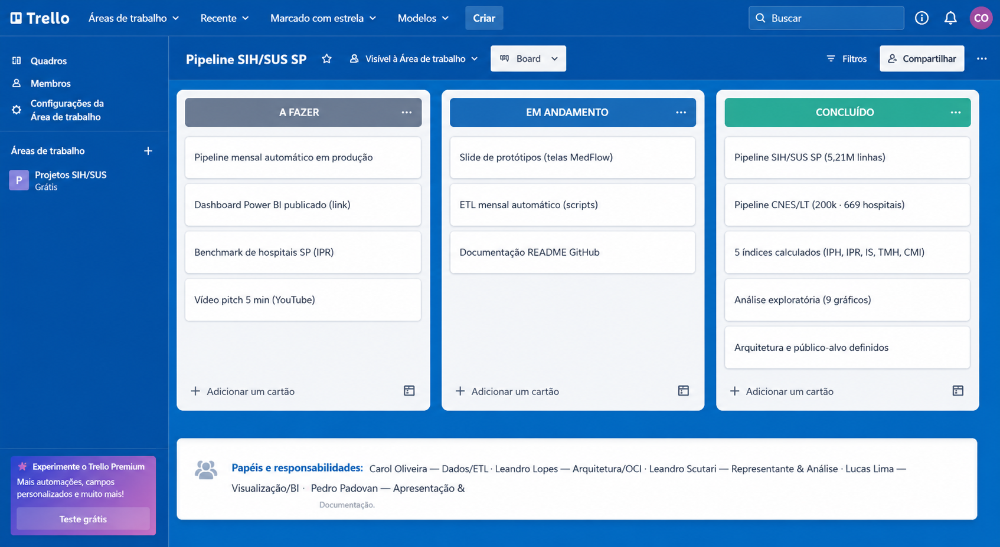 Trello
Áreas de trabalho
Recente
Marcado com estrela
Modelos
Criar
Buscar
CO
Quadros
Membros
Configurações da
Área de trabalho
Áreas de trabalho
P
Projetos SIH/SUS
Grátis
Experimente o Trello Premium
Mais automações, campos
personalizados e muito mais!
Teste grátis
Pipeline SIH/SUS SP
Visível à Área de trabalho
Board
Filtros
Compartilhar
A FAZER
Pipeline mensal automático em produção
Dashboard Power BI publicado (link)
Benchmark de hospitais SP (IPR)
Vídeo pitch 5 min (YouTube)
+ Adicionar um cartão
EM ANDAMENTO
Slide de protótipos (telas MedFlow)
ETL mensal automático (scripts)
Documentação README GitHub
+ Adicionar um cartão
CONCLUÍDO
Pipeline SIH/SUS SP (5,21M linhas)
Pipeline CNES/LT (200k · 669 hospitais)
5 índices calculados (IPH, IPR, IS, TMH, CMI)
Análise exploratória (9 gráficos)
Arquitetura e público-alvo definidos
+ Adicionar um cartão
Papéis e responsabilidades: Carol Oliveira — Dados/ETL · Leandro Lopes — Arquitetura/OCI · Leandro Scutari — Representante & Análise · Lucas Lima —
Visualização/BI · Pedro Padovan — Apresentação &
Documentação.